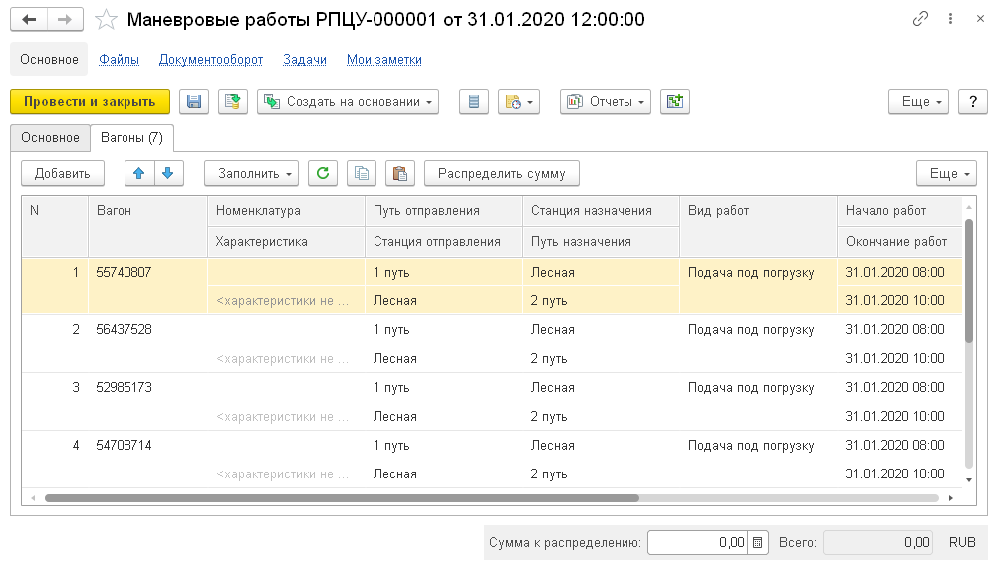 Маневровые работы РПЦУ-000001 от 31.01.2020 12:00:00
Основное Файлы Документооборот Задачи Мои заметки
Провести и закрыть Создать на основании Отчеты Еще ?
Основное Вагоны (7)
Добавить Заполнить Распределить сумму Еще
N Вагон Номенклатура Путь отправления Станция назначения Вид работ Начало работ
Характеристика Станция отправления Путь назначения Окончание работ
1 55740807 1 путь Лесная Подача под погрузку 31.01.2020 08:00
<характеристики не ... Лесная 2 путь 31.01.2020 10:00
2 56437528 1 путь Лесная Подача под погрузку 31.01.2020 08:00
<характеристики не ... Лесная 2 путь 31.01.2020 10:00
3 52985173 1 путь Лесная Подача под погрузку 31.01.2020 08:00
<характеристики не ... Лесная 2 путь 31.01.2020 10:00
4 54708714 1 путь Лесная Подача под погрузку 31.01.2020 08:00
<характеристики не ... Лесная 2 путь 31.01.2020 10:00
Сумма к распределению: 0,00 Всего: 0,00 RUB